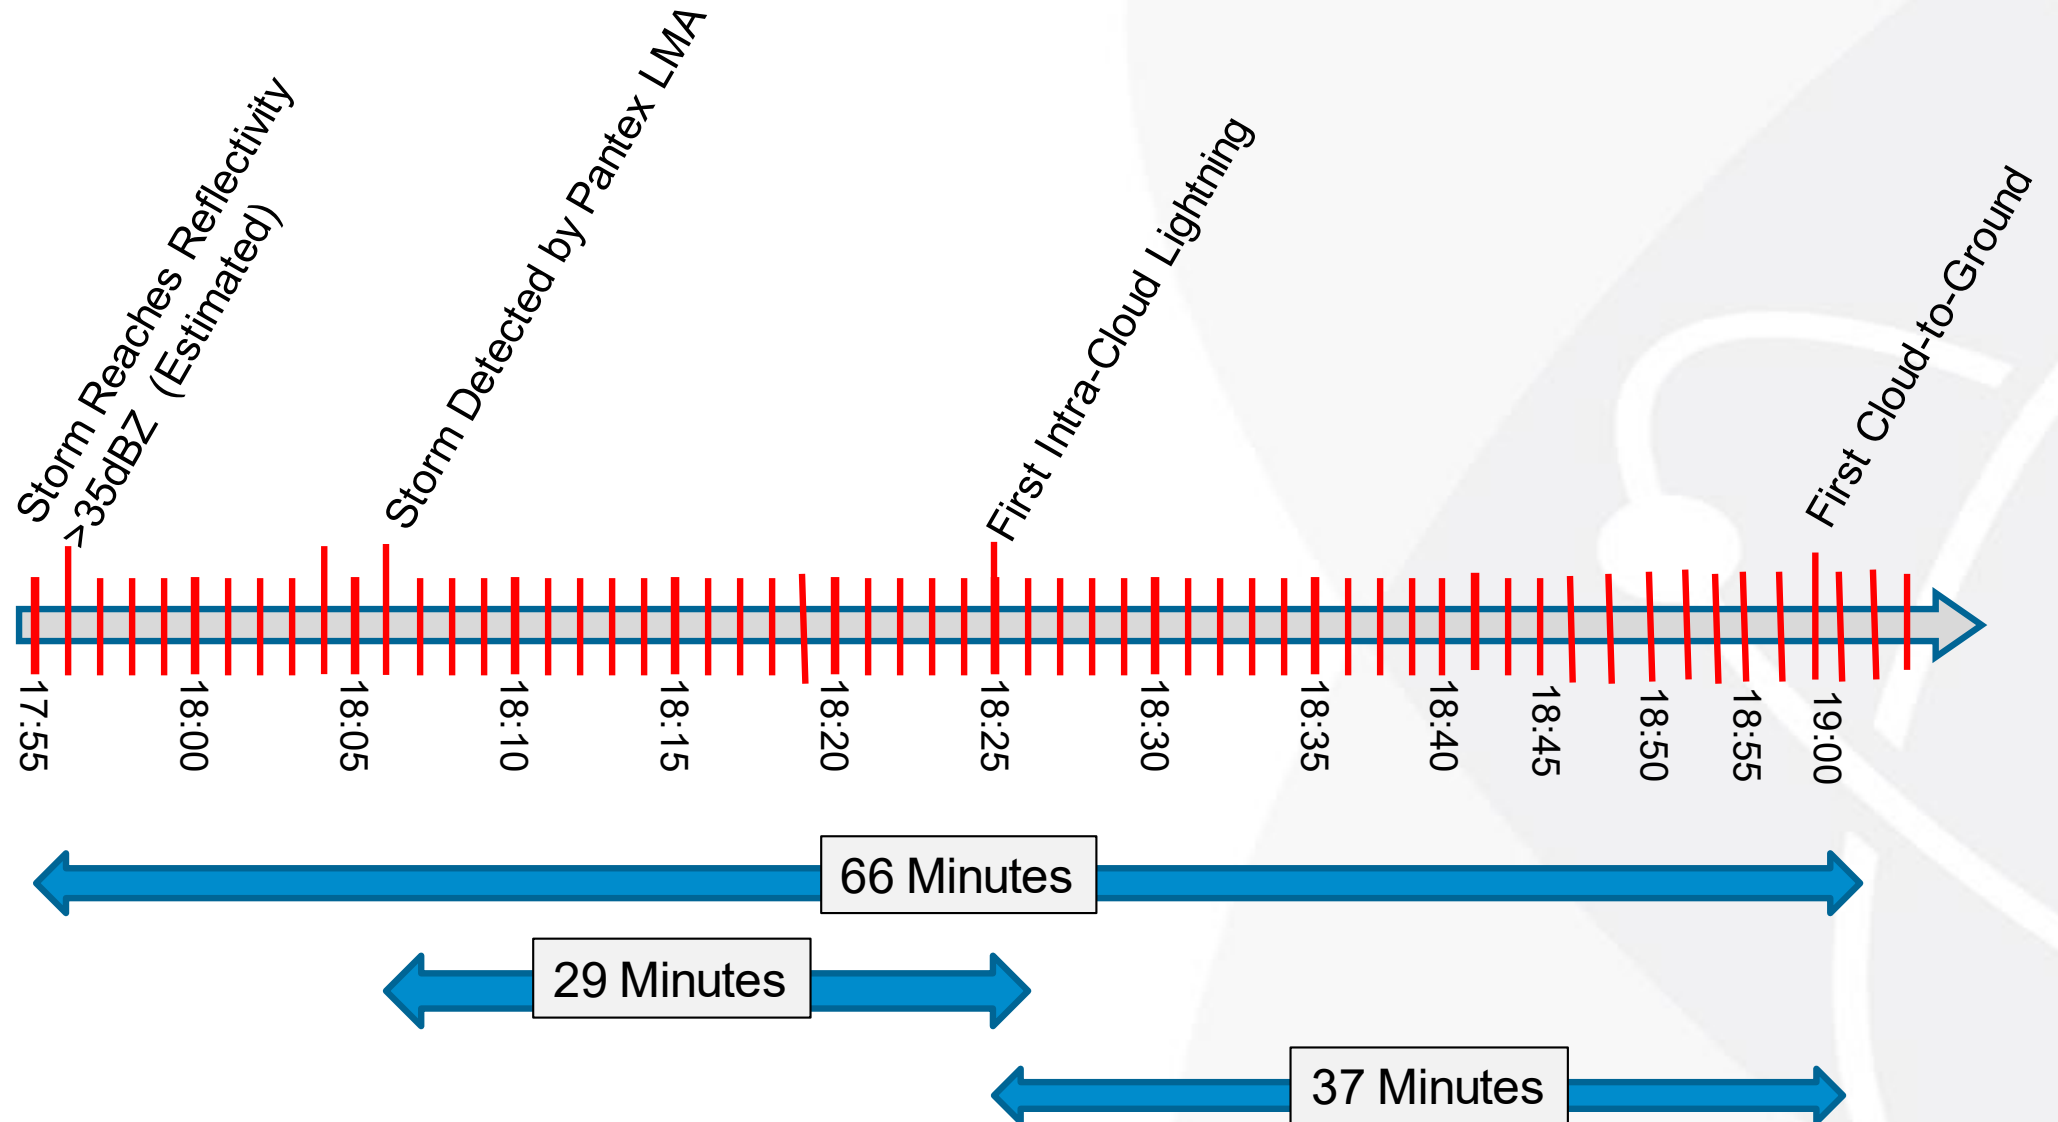 Storm Reaches Reflectivity
>35dBZ (Estimated)
Storm Detected by Pantex LMA
First Intra-Cloud Lightning
First Cloud-to-Ground
17:55
18:00
18:05
18:10
18:15
18:20
18:25
18:30
18:35
18:40
18:45
18:50
18:55
19:00
66 Minutes
29 Minutes
37 Minutes